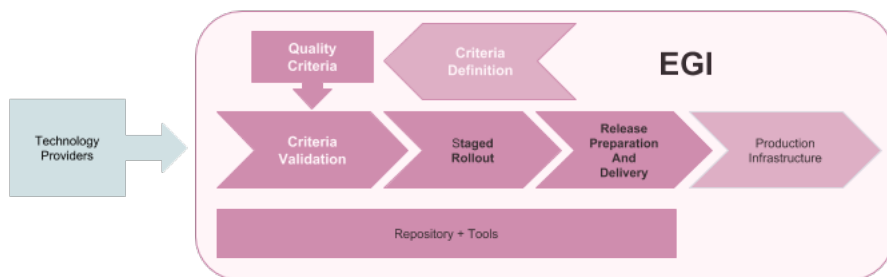 Quality
Criteria
Criteria
Definition
EGI
Technology
Providers
Criteria
Validation
Staged
Rollout
Release
Preparation
And
Delivery
Production
Infrastructure
Repository + Tools